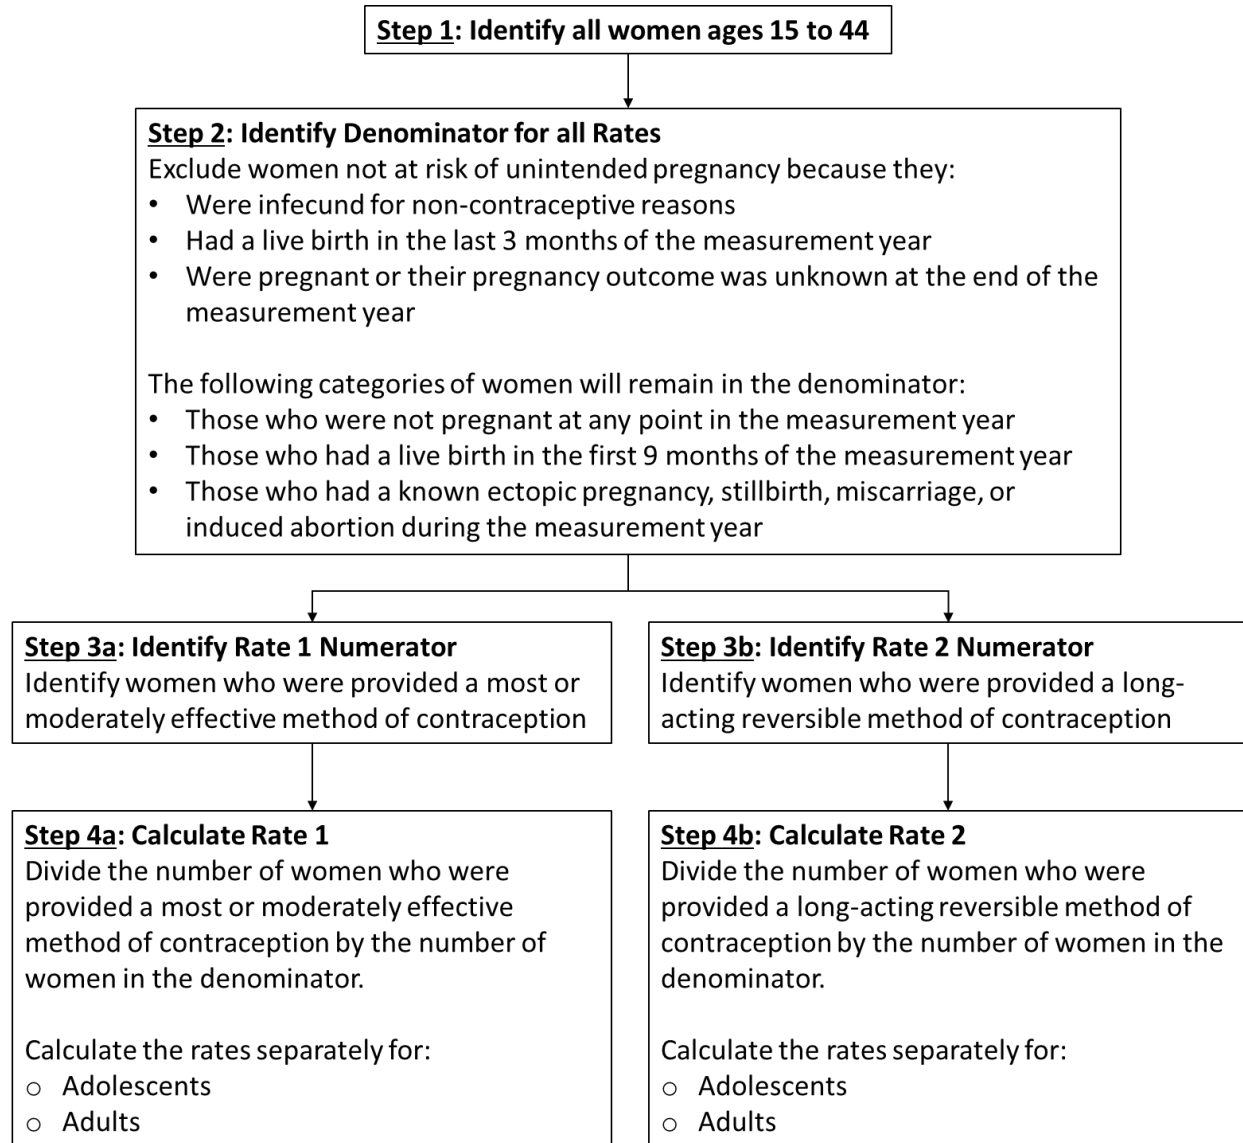 Step 1: Identify all women ages 15 to 44
Step 2: Identify Denominator for all Rates
Exclude women not at risk of unintended pregnancy because they:
• Were infecund for non-contraceptive reasons
• Had a live birth in the last 3 months of the measurement year
• Were pregnant or their pregnancy outcome was unknown at the end of the
measurement year
The following categories of women will remain in the denominator:
• Those who were not pregnant at any point in the measurement year
• Those who had a live birth in the first 9 months of the measurement year
• Those who had a known ectopic pregnancy, stillbirth, miscarriage, or
induced abortion during the measurement year
Step 3a: Identify Rate 1 Numerator
Identify women who were provided a most or
moderately effective method of contraception
Step 3b: Identify Rate 2 Numerator
Identify women who were provided a long-
acting reversible method of contraception
Step 4a: Calculate Rate 1
Divide the number of women who were
provided a most or moderately effective
method of contraception by the number of
women in the denominator.
Calculate the rates separately for:
o Adolescents
o Adults
Step 4b: Calculate Rate 2
Divide the number of women who were
provided a long-acting reversible method of
contraception by the number of women in the
denominator.
Calculate the rates separately for:
o Adolescents
o Adults